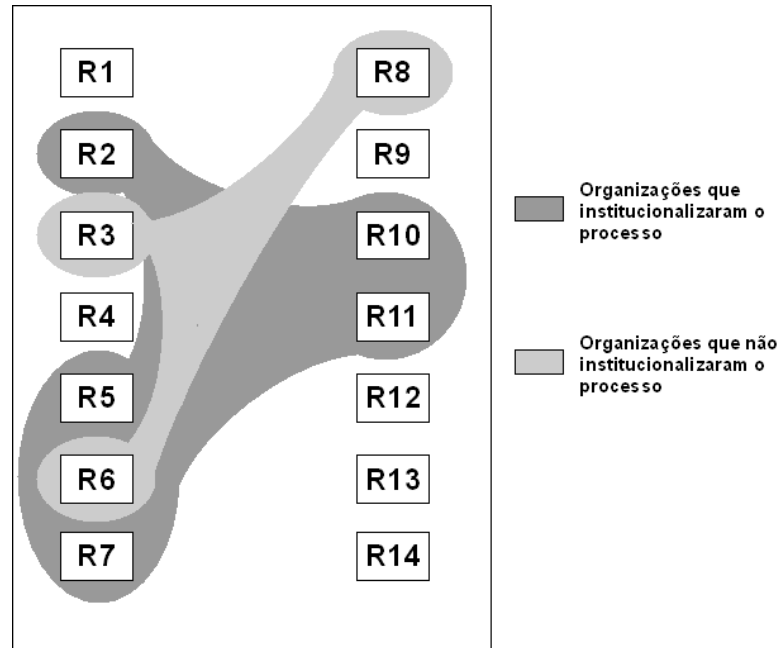 R1
R2
R3
R4
R5
R6
R7
R8
R9
R10
R11
R12
R13
R14
Organizações que
institucionalizaram o
processo
Organizações que não
institucionalizaram o
processo